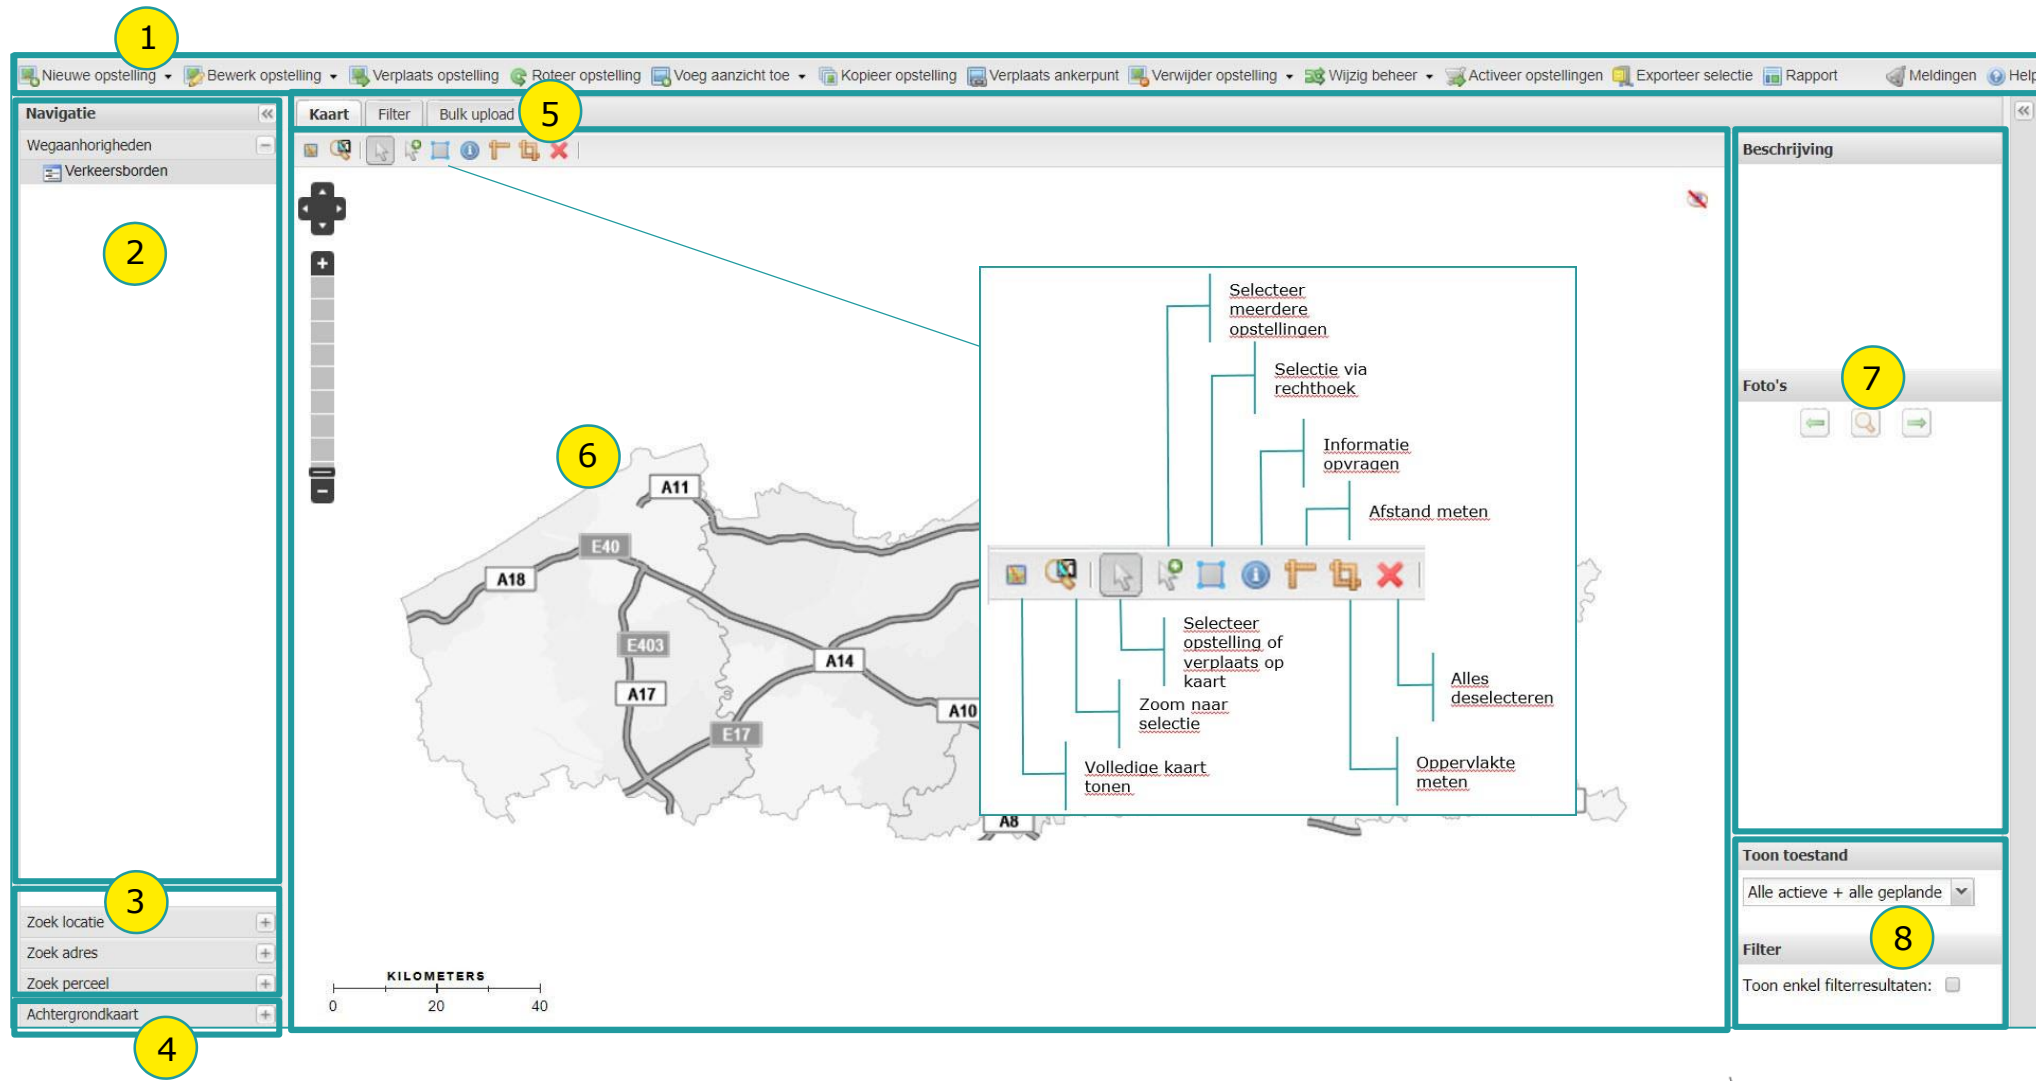 1
Nieuwe opstelling Bewerk opstelling Verplaats opstelling Roteer opstelling Voeg aanzicht toe Kopieer opstelling Verplaats ankerpunt Verwijder opstelling Wijzig beheer Activeer opstellingen Exporteer selectie Rapport Meldingen Help
Navigatie
Wegaanhorigheden
Verkeersborden
2
3
Zoek locatie
Zoek adres
Zoek perceel
Achtergrondkaart
4
Kaart Filter Bulk upload
5
6
A11
E40
A18
E403
A14
A17
A10
E17
A8
KILOMETERS
0 20 40
Selecteer
meerdere
opstellingen
Selectie via
rechthoek
Informatie
opvragen
Afstand meten
Selecteer
opstelling of
verplaats op
kaart
Zoom naar
selectie
Volledige kaart
tonen
Alles
deselecteren
Oppervlakte
meten
Beschrijving
Foto's
7
Toon toestand
Alle actieve + alle geplande
8
Filter
Toon enkel filterresultaten: